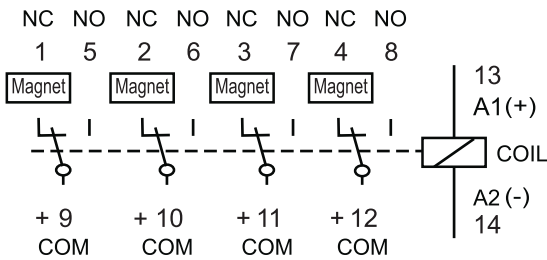 NC NO NC NO NC NO NC NO
1 5 2 6 3 7 4 8
Magnet Magnet Magnet Magnet
13
A1(+)
COIL
A2(-)
14
+ 9 + 10 + 11 + 12
COM COM COM COM